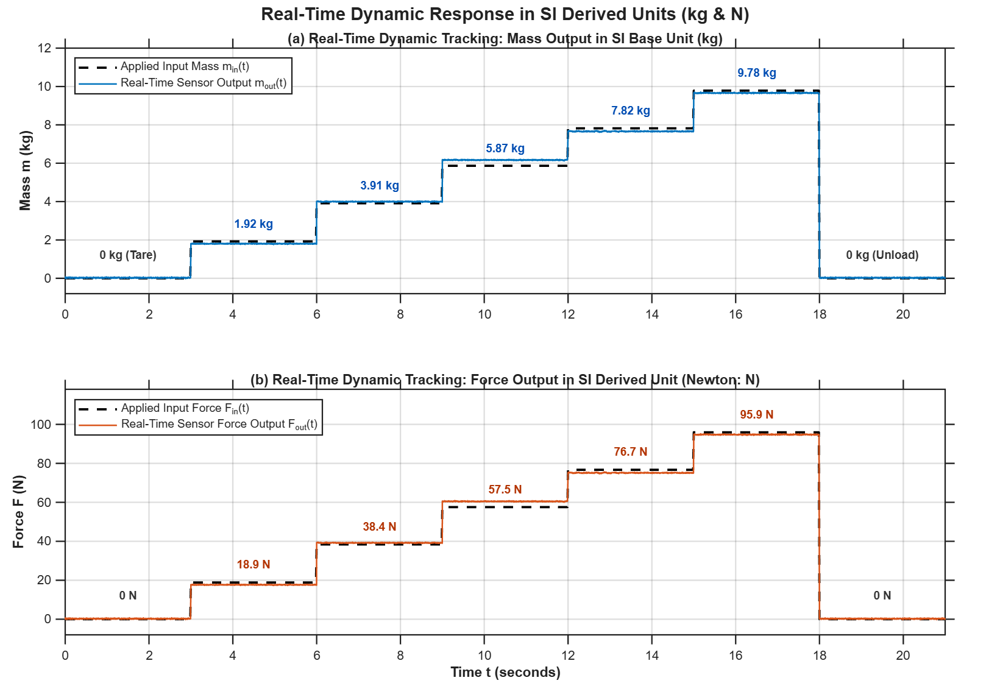 Real-Time Dynamic Response in SI Derived Units (kg & N)
(a) Real-Time Dynamic Tracking: Mass Output in SI Base Unit (kg)
Applied Input Mass m_in(t)
Real-Time Sensor Output m_out(t)
12
10
8
6
4
2
0
Mass m (kg)
0 kg (Tare)
1.92 kg
3.91 kg
5.87 kg
7.82 kg
9.78 kg
0 kg (Unload)
0 2 4 6 8 10 12 14 16 18 20
(b) Real-Time Dynamic Tracking: Force Output in SI Derived Unit (Newton: N)
Applied Input Force F_in(t)
Real-Time Sensor Force Output F_out(t)
100
80
60
40
20
0
Force F (N)
0 N
18.9 N
38.4 N
57.5 N
76.7 N
95.9 N
0 N
0 2 4 6 8 10 12 14 16 18 20
Time t (seconds)